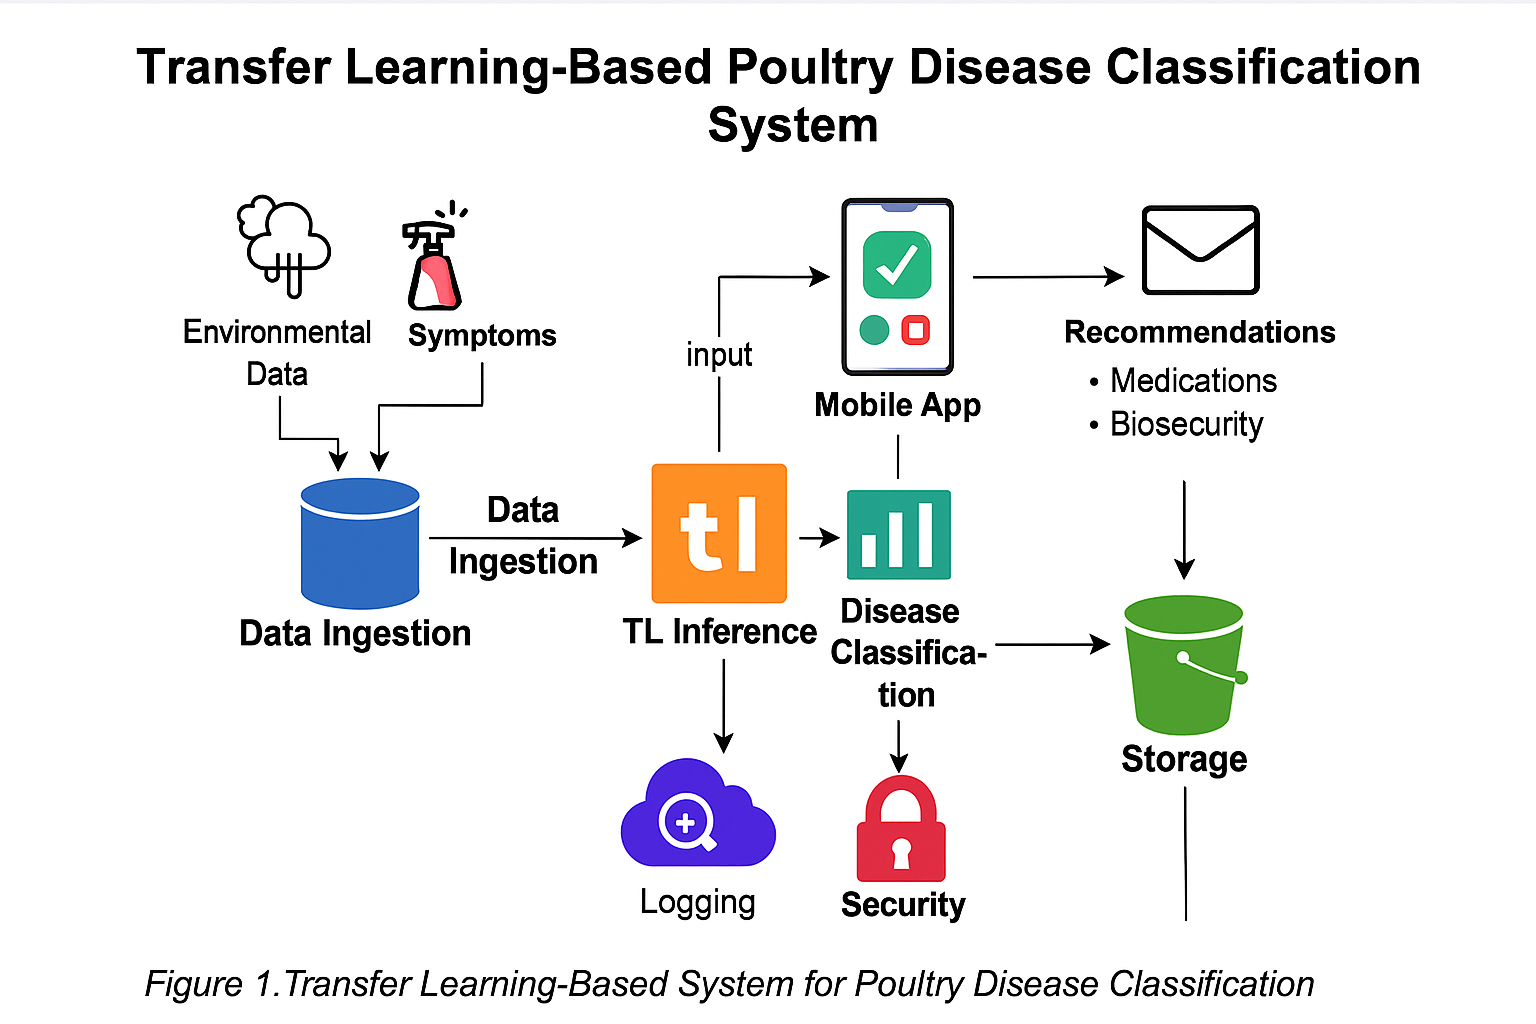 Transfer Learning-Based Poultry Disease Classification
System
Environmental
Data
Symptoms
input
Mobile App
Recommendations
• Medications
• Biosecurity
Data
Ingestion
Data Ingestion
tl
TL Inference
Disease
Classifica-
tion
Storage
Logging
Security
Figure 1.Transfer Learning-Based System for Poultry Disease Classification